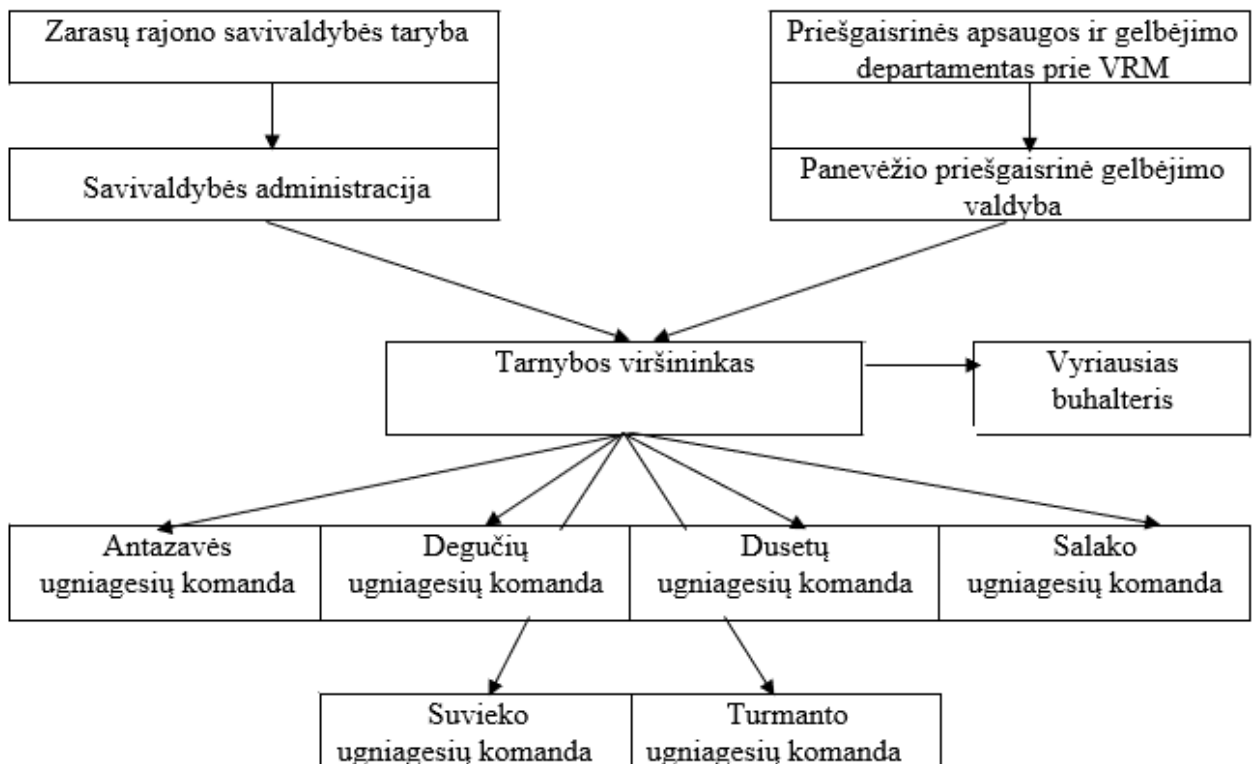 Zarasų rajono savivaldybės taryba
Priešgaisrinės apsaugos ir gelbėjimo
departamentas prie VRM
Savivaldybės administracija
Panevėžio priešgaisrinė gelbėjimo
valdyba
Tarnybos viršininkas
Vyriausias
buhalteris
Antazavės
ugniagesių komanda
Degučių
ugniagesių komanda
Dusetų
ugniagesių komanda
Salako
ugniagesių komanda
Suvieko
ugniagesių komanda
Turmanto
ugniagesių komanda